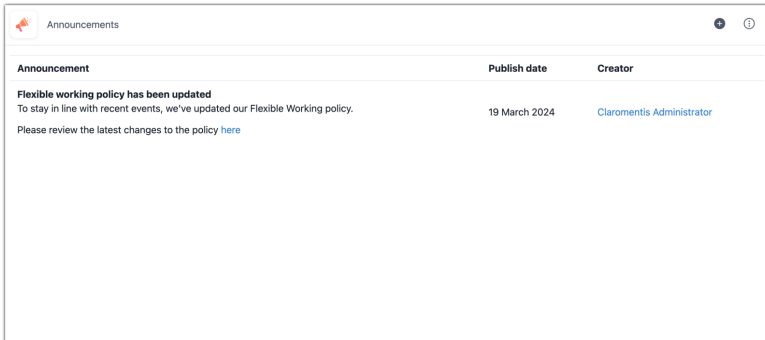 Announcements
Announcement Publish date Creator
Flexible working policy has been updated
To stay in line with recent events, we've updated our Flexible Working policy.
19 March 2024 Claromentis Administrator
Please review the latest changes to the policy here